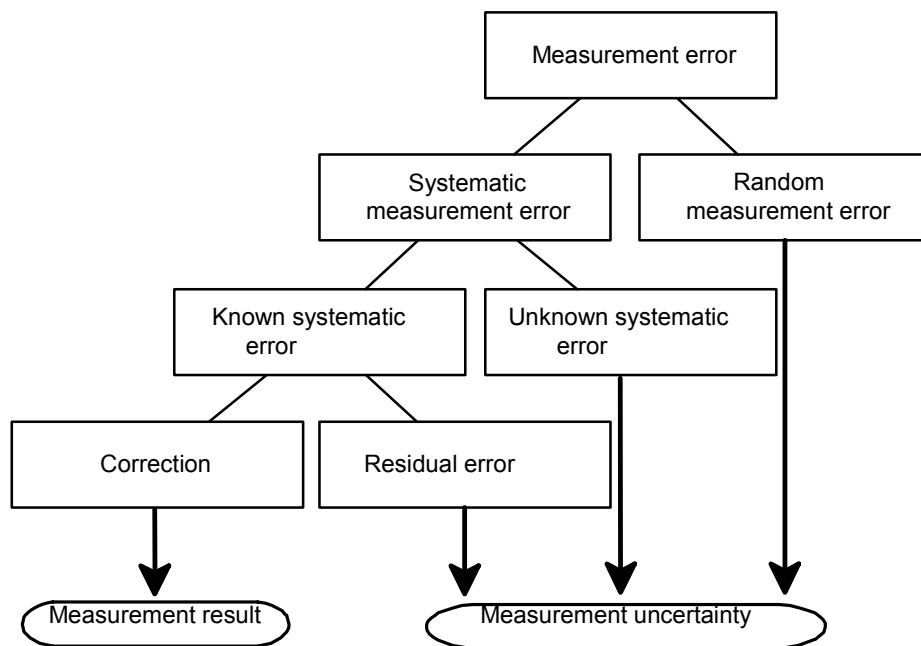 Measurement error
Systematic
measurement error
Random
measurement error
Known systematic
error
Unknown systematic
error
Correction
Residual error
Measurement result
Measurement uncertainty